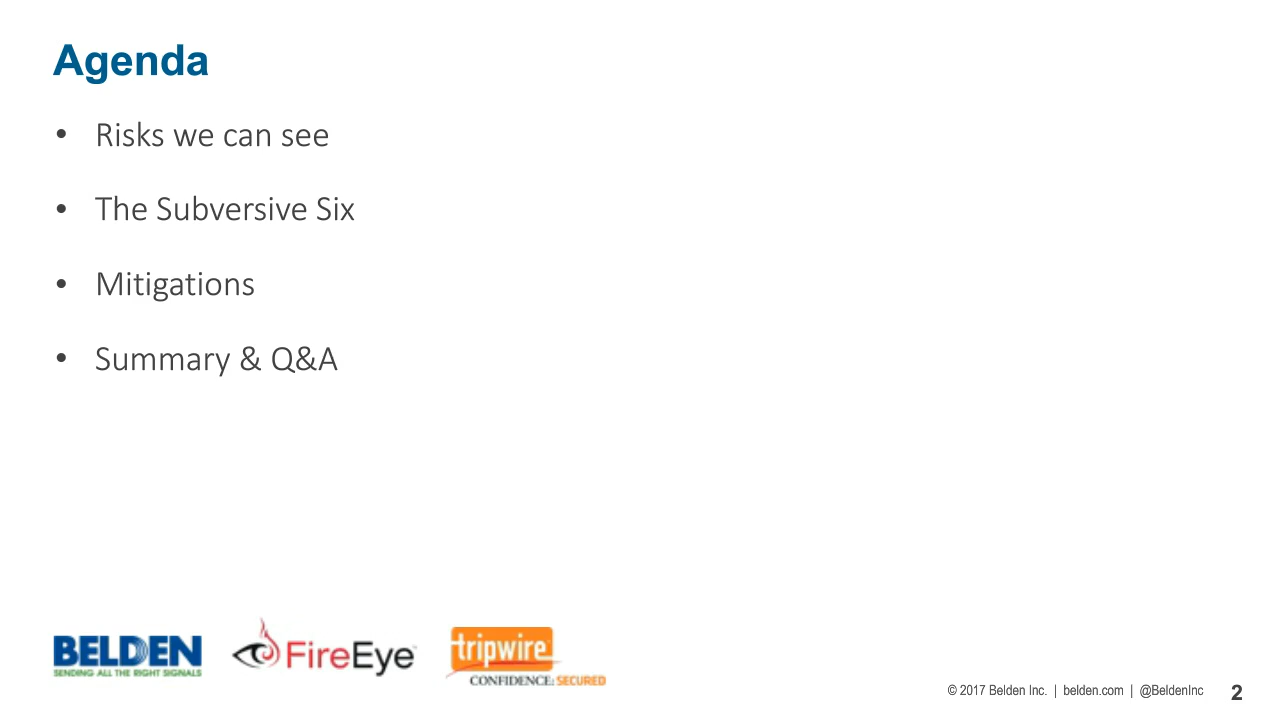 Agenda
• Risks we can see
• The Subversive Six
• Mitigations
• Summary & Q&A
BELDEN
SENDING ALL THE RIGHT SIGNALS
FireEye™
tripwire
CONFIDENCE: SECURED
© 2017 Belden Inc. | belden.com | @BeldenInc 2